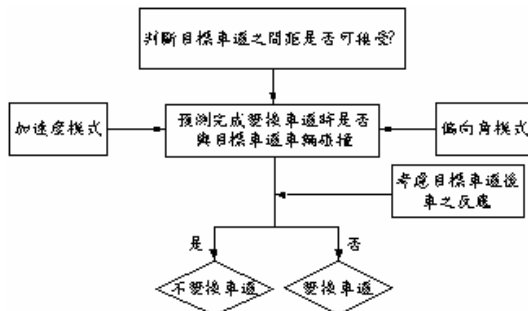 判斷目標車道之間距是否可接受?
加速度模式
預測完成變換車道時是否
與目標車道車輛碰撞
偏向角模式
考慮目標車道後
車之反應
是
否
不變換車道
變換車道